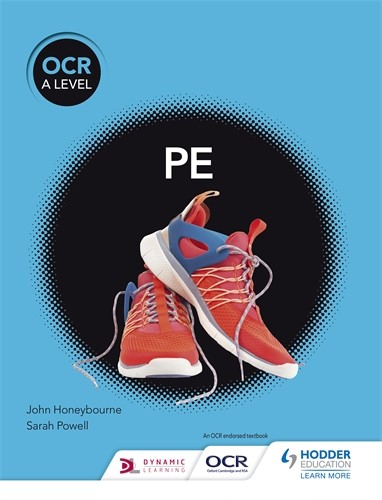 OCR
A LEVEL
PE
John Honeybourne
Sarah Powell
An OCR endorsed textbook
DL
DYNAMIC
LEARNING
OCR
Oxford Cambridge and RSA
HODDER
EDUCATION
LEARN MORE